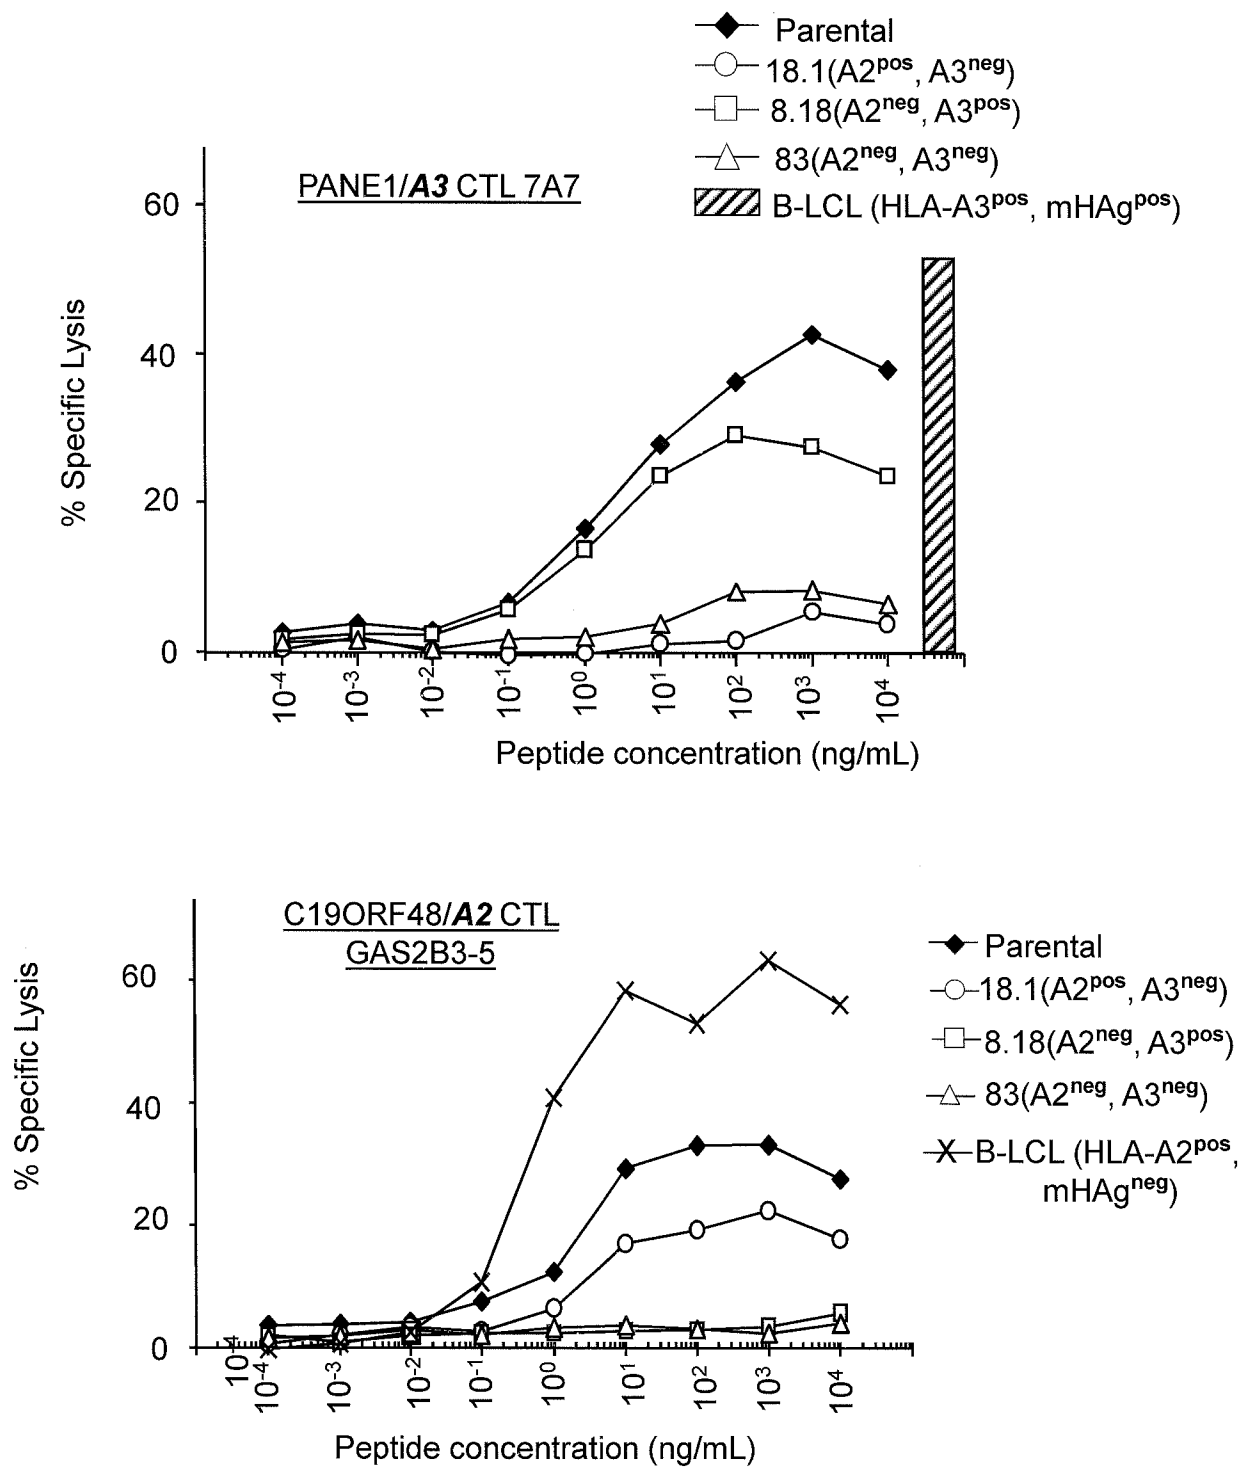 Parental
18.1(A2pos, A3neg)
8.18(A2neg, A3pos)
83(A2neg, A3neg)
B-LCL (HLA-A3pos, mHAgpos)
PANE1/A3 CTL 7A7
60
40
20
0
% Specific Lysis
10-4
10-3
10-2
10-1
100
101
102
103
104
Peptide concentration (ng/mL)
C19ORF48/A2 CTL
GAS2B3-5
60
40
20
0
% Specific Lysis
10-4
10-4
10-3
10-2
10-1
100
101
102
103
104
Peptide concentration (ng/mL)
Parental
18.1(A2pos, A3neg)
8.18(A2neg, A3pos)
83(A2neg, A3neg)
B-LCL (HLA-A2pos,
mHAgneg)